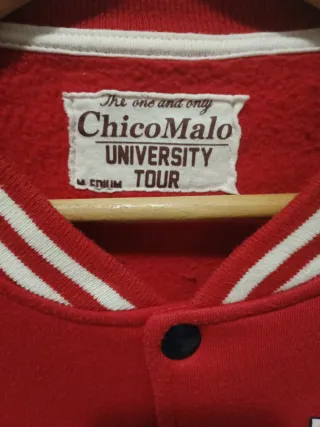 The one and only
ChicoMalo
UNIVERSITY
TOUR
MEDIUM